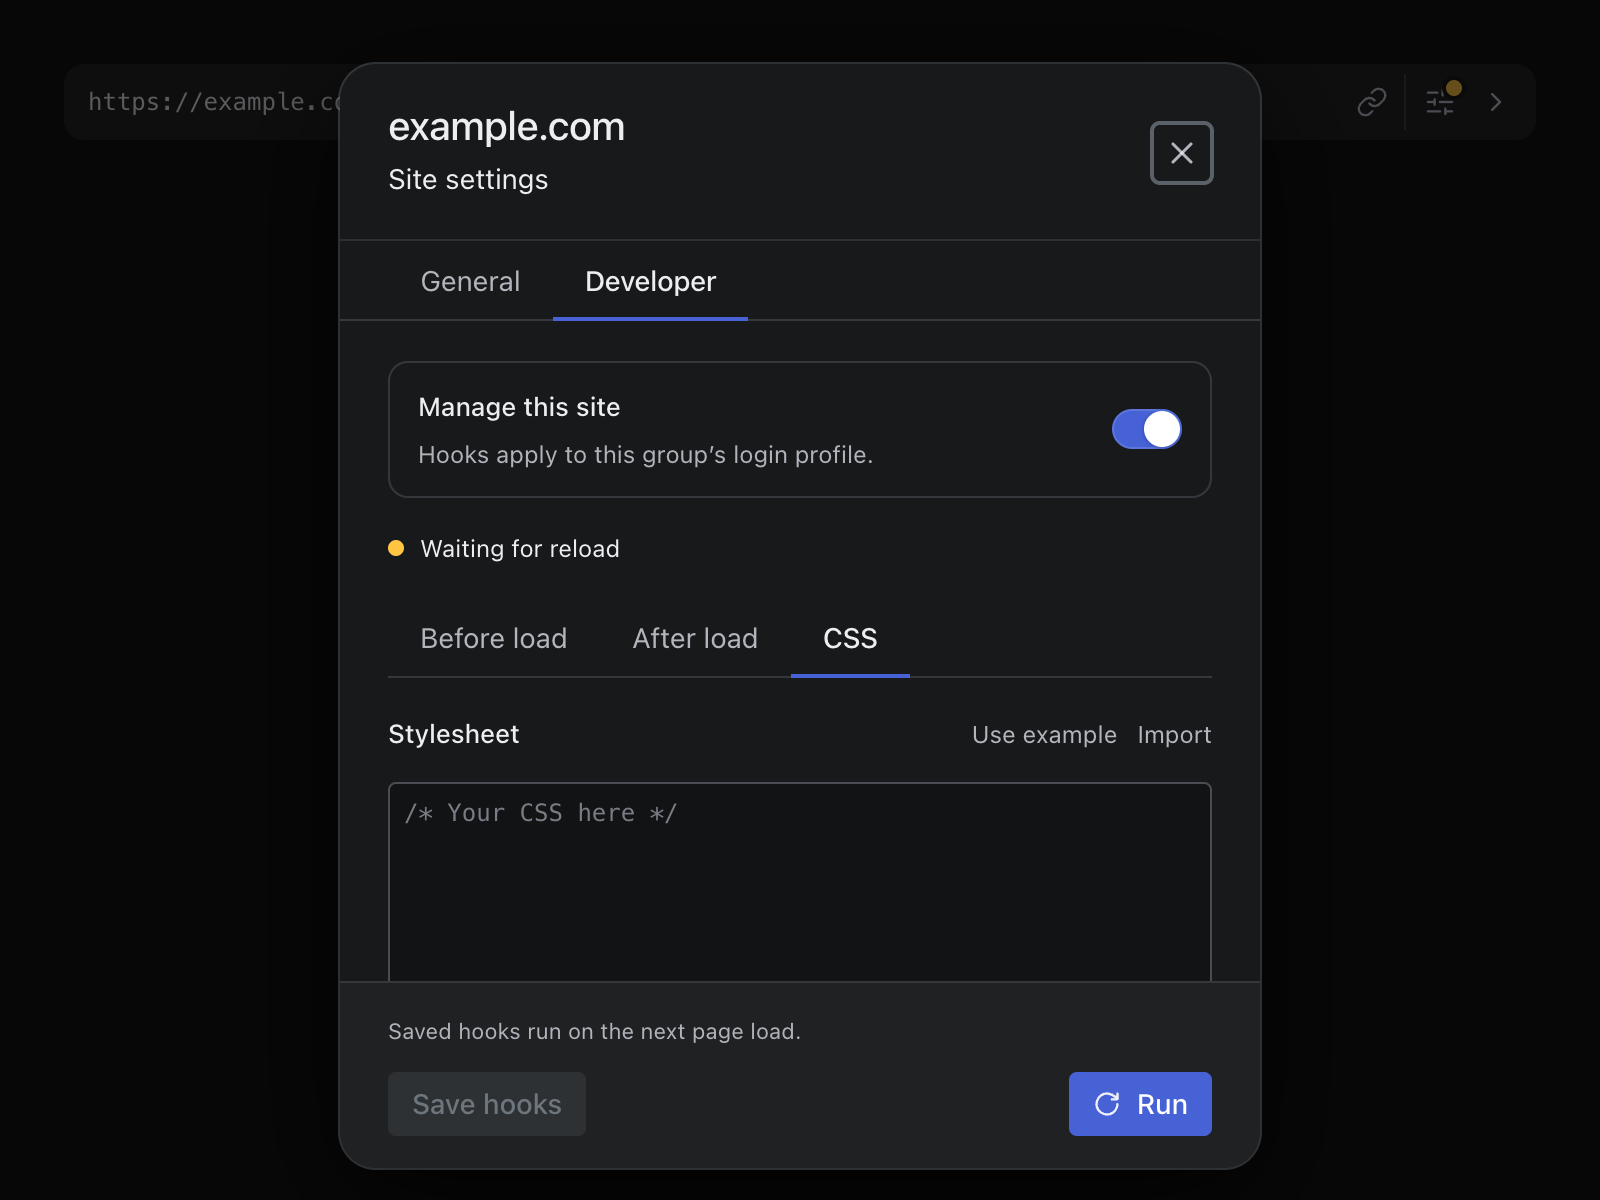 https://example.co
example.com
Site settings
General Developer
Manage this site
Hooks apply to this group’s login profile.
Waiting for reload
Before load After load CSS
Stylesheet Use example Import
/* Your CSS here */
Saved hooks run on the next page load.
Save hooks Run